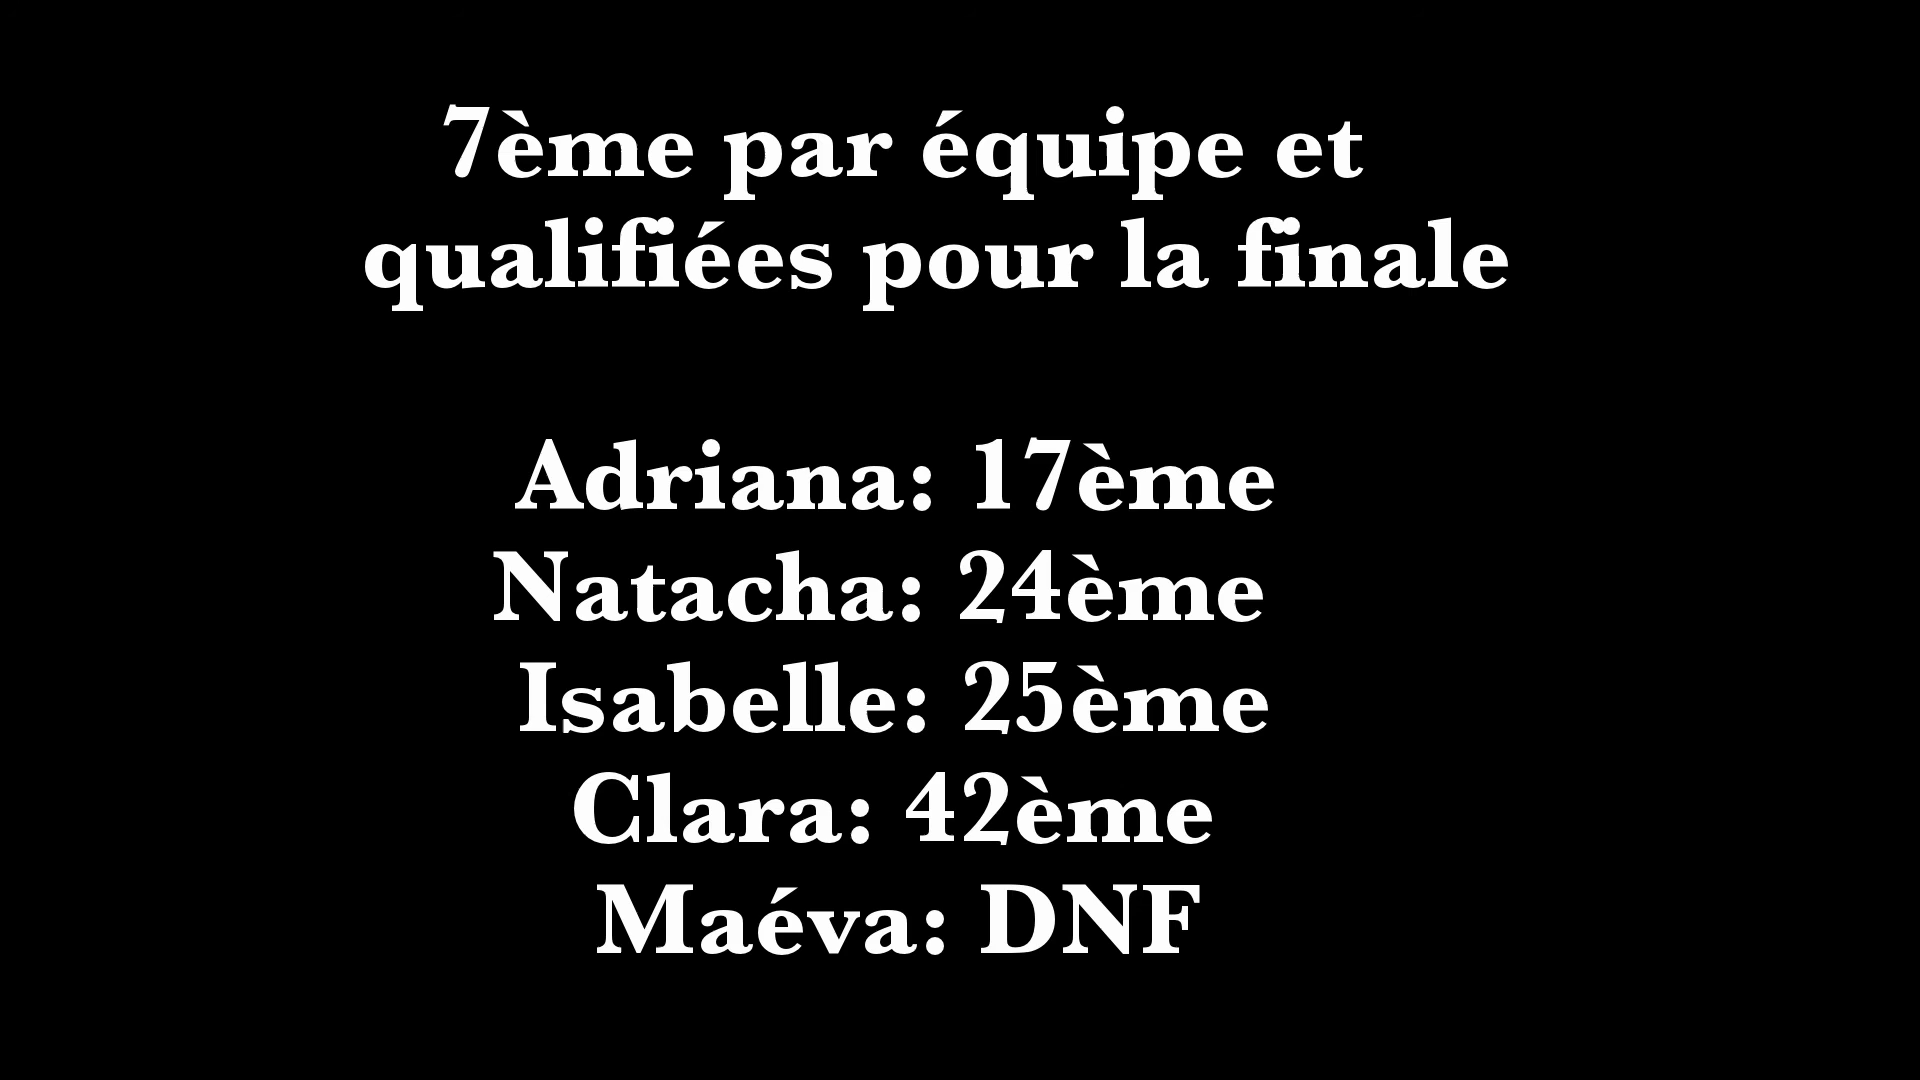 7ème par équipe et
qualifiées pour la finale
Adriana: 17ème
Natacha: 24ème
Isabelle: 25ème
Clara: 42ème
Maéva: DNF